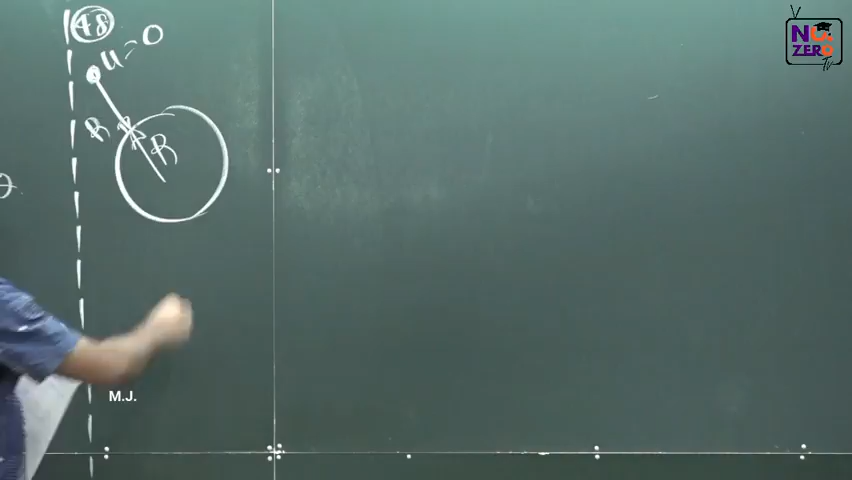 48
u = 0
R
R
M.J.
NO.
ZERO
TV